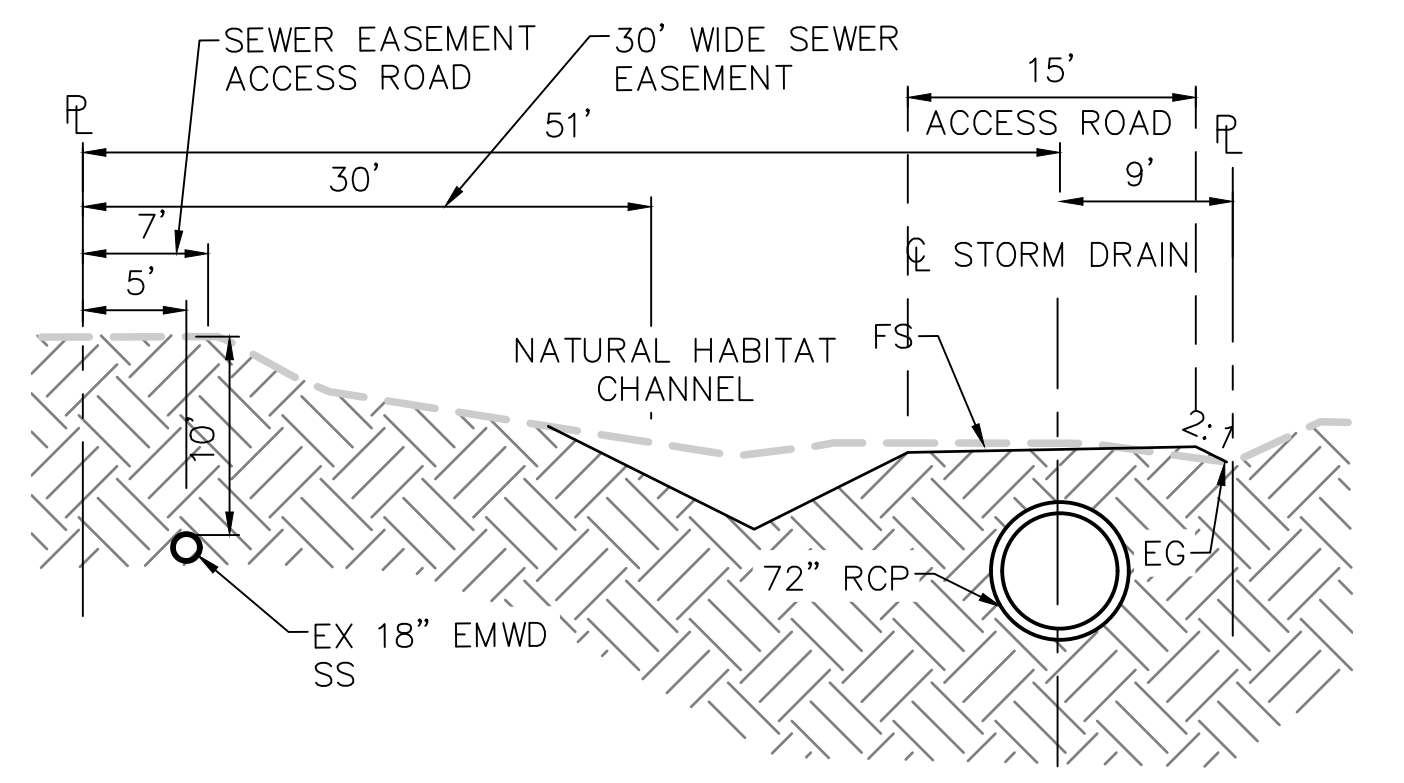 SEWER EASEMENT
ACCESS ROAD
30' WIDE SEWER
EASEMENT
15'
ACCESS ROAD
PL
51'
PL
30'
9'
7'
CL STORM DRAIN
5'
FS
NATURAL HABITAT
CHANNEL
10'
2:1
EG
72" RCP
EX 18" EMWD
SS